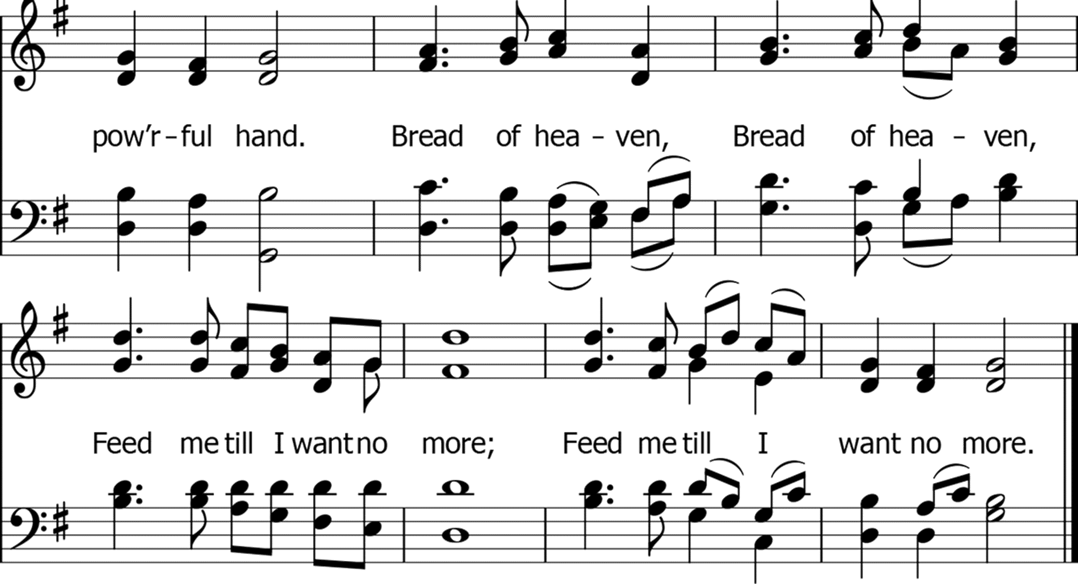 pow'r – ful hand. Bread of hea – ven, Bread of hea – ven,
Feed me till I want no more; Feed me till I want no more.